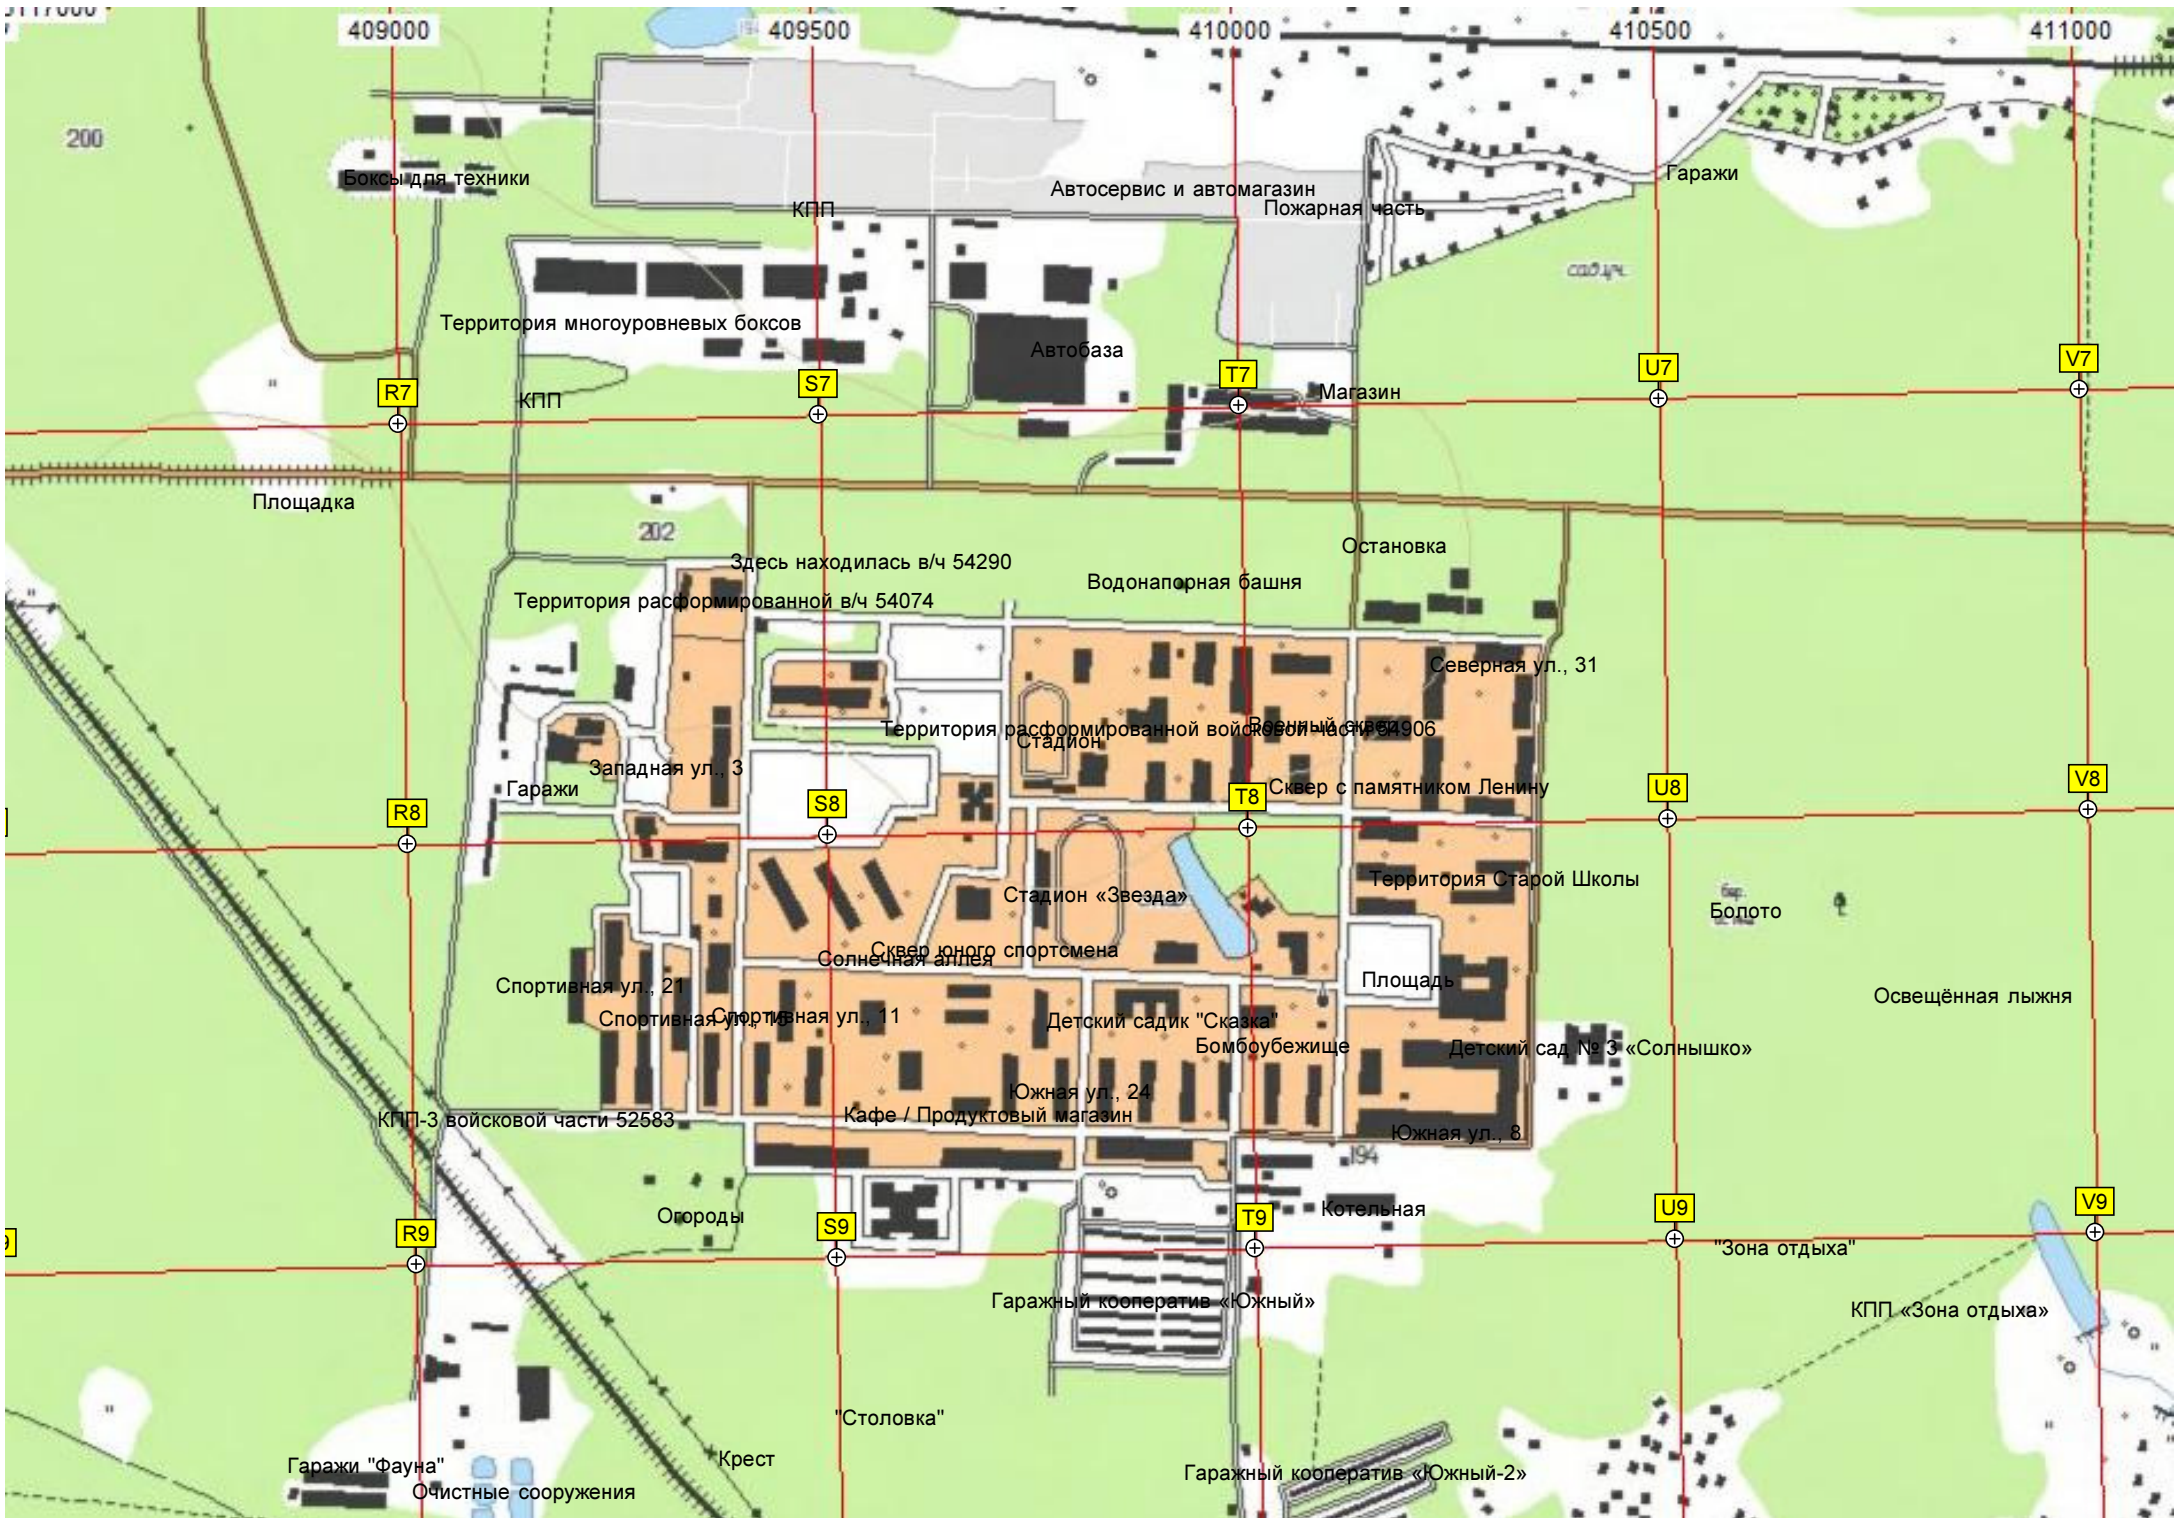 409000
409500
410000
410500
411000
200
Боксы для техники
Гаражи
Автосервис и автомагазин
КПП
Пожарная часть
сад.уч.
Территория многоуровневых боксов
Автобаза
V7
U7
T7
S7
R7
КПП
Магазин
Площадка
202
Остановка
Здесь находилась в/ч 54290
Водонапорная башня
Территория расформированной в/ч 54074
Северная ул., 31
Территория расформированной войсковой части 54906
Военный сквер
Стадион
Западная ул., 3
Гаражи
Сквер с памятником Ленину
V8
U8
T8
S8
R8
Территория Старой Школы
Стадион «Звезда»
Болото
Сквер юного спортсмена
Солнечная аллея
Площадь
Спортивная ул., 21
Освещённая лыжня
Спортивная ул., 15
Спортивная ул., 11
Детский садик "Сказка"
Бомбоубежище
Детский сад № 3 «Солнышко»
Южная ул., 24
КПП-3 войсковой части 52583
Кафе / Продуктовый магазин
Южная ул., 8
194
Огороды
Котельная
V9
U9
T9
S9
R9
9
"Зона отдыха"
Гаражный кооператив «Южный»
КПП «Зона отдыха»
"Столовка"
Крест
Гаражи "Фауна"
Гаражный кооператив «Южный-2»
Очистные сооружения